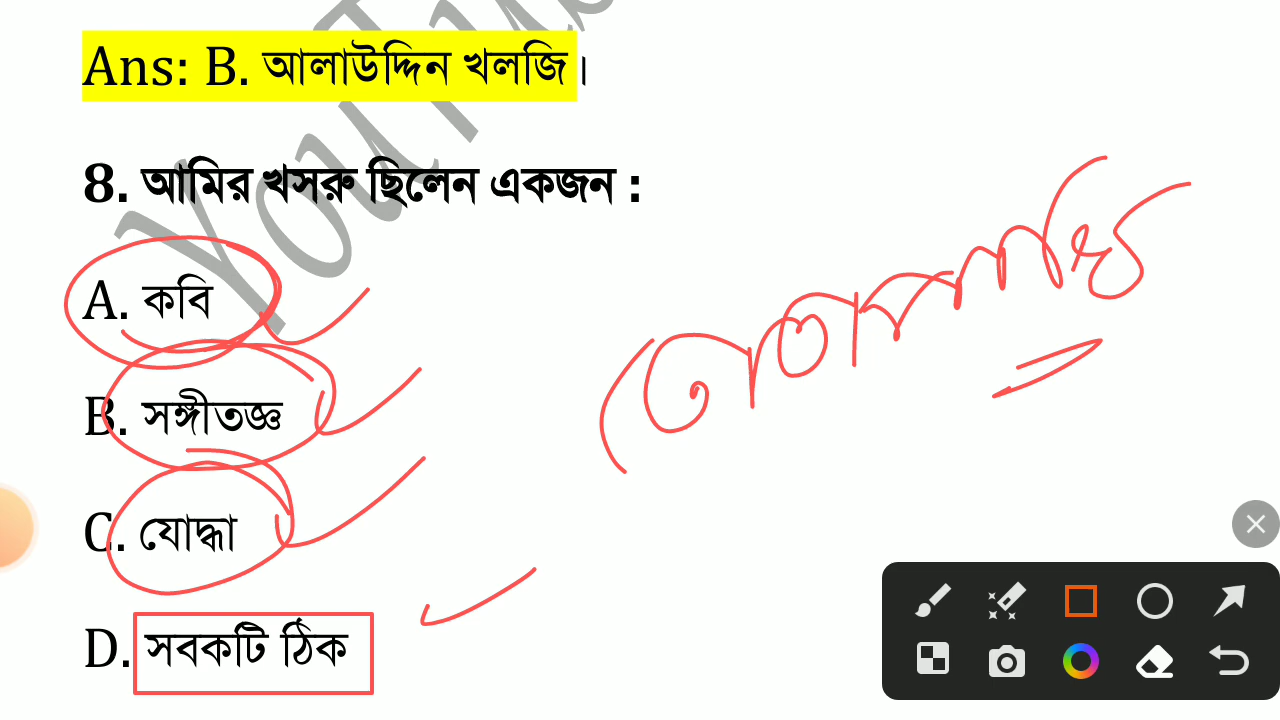 Ans: B. আলাউদ্দিন খলজি।
8. আমির খসরু ছিলেন একজন :
A. কবি
B. সঙ্গীতজ্ঞ
C. যোদ্ধা
D. সবকটি ঠিক